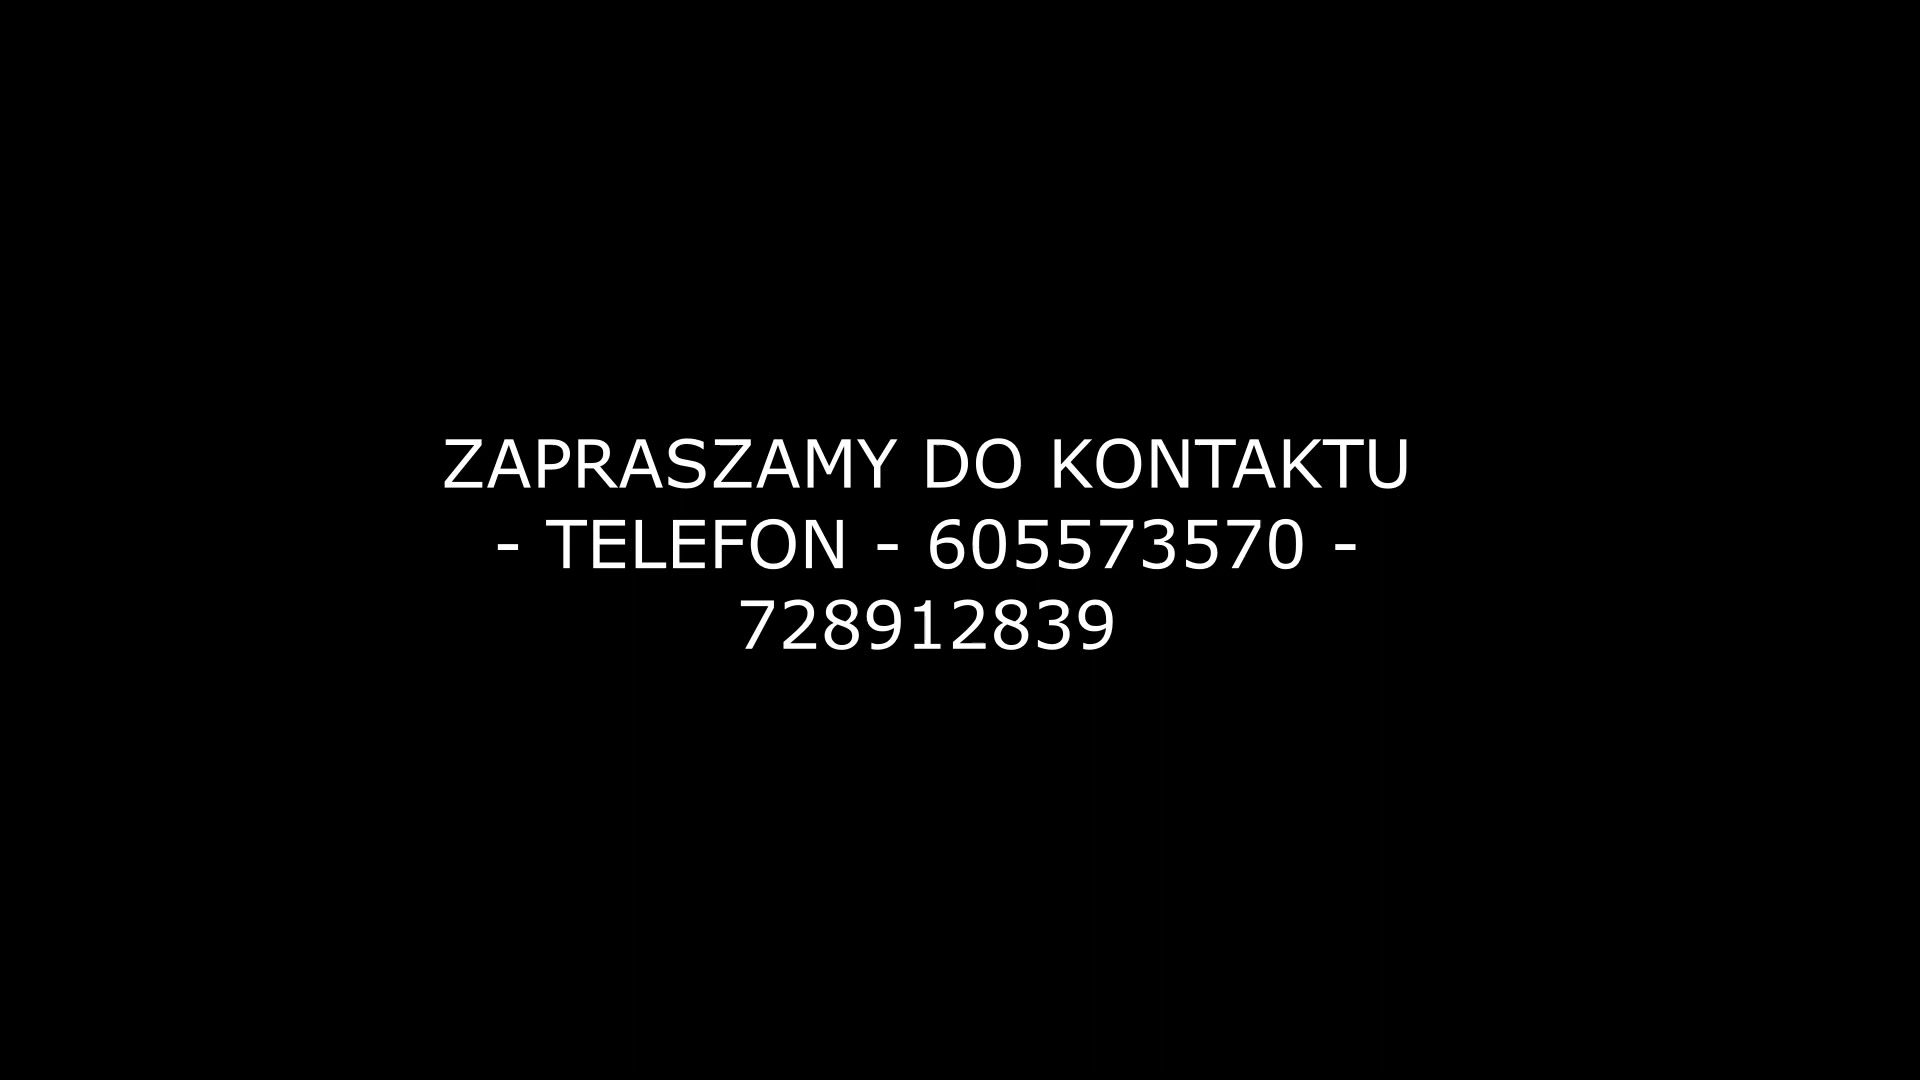 ZAPRASZAMY DO KONTAKTU
- TELEFON - 605573570 -
728912839